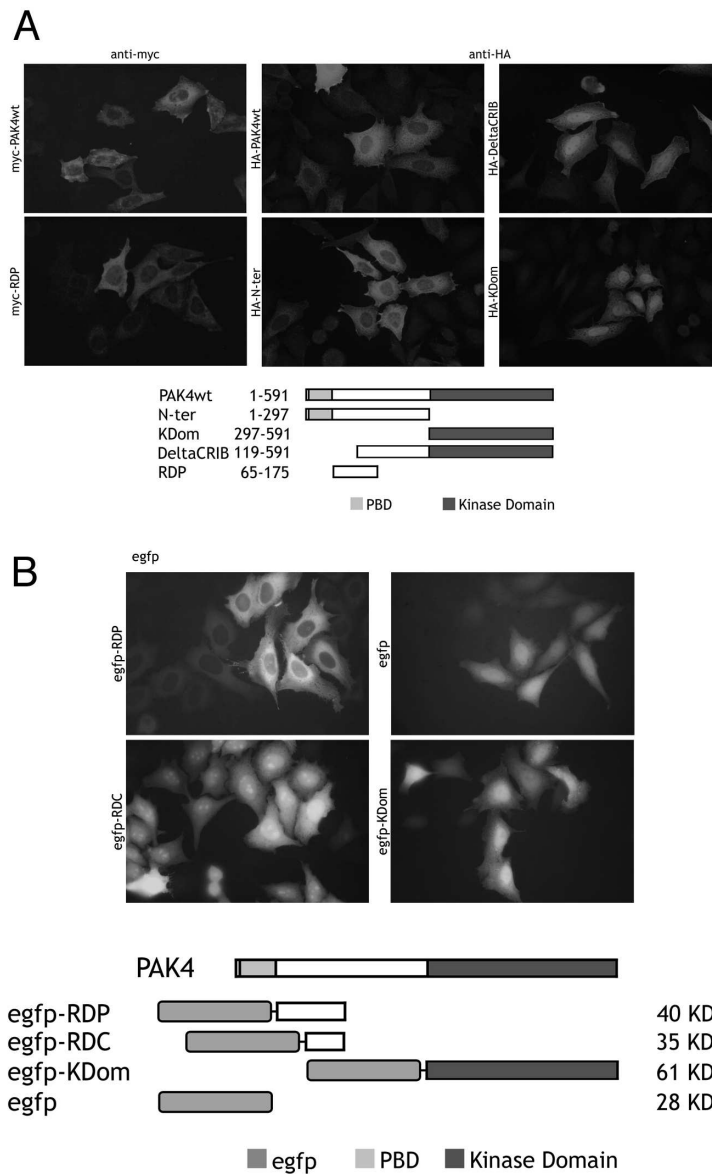 A
anti-myc
anti-HA
myc-PAK4wt
HA-PAK4wt
HA-DeltaCRIB
myc-RDP
HA-N-ter
HA-KDom
PAK4wt 1-591
N-ter 1-297
KDom 297-591
DeltaCRIB 119-591
RDP 65-175
PBD Kinase Domain
B
egfp
egfp-RDP
egfp
egfp-RDC
egfp-KDom
PAK4
egfp-RDP 40 KD
egfp-RDC 35 KD
egfp-KDom 61 KD
egfp 28 KD
egfp PBD Kinase Domain